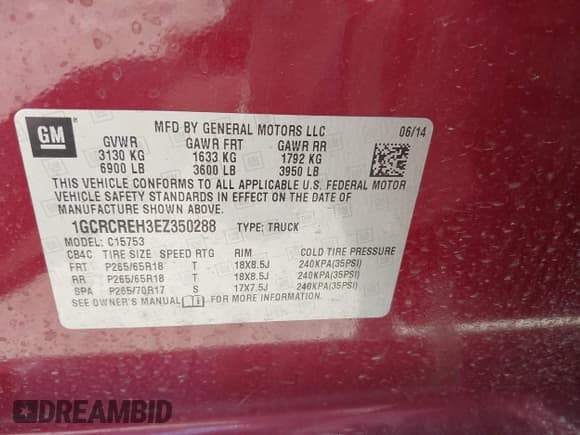 GM
MFD BY GENERAL MOTORS LLC 06/14
GVWR GAWR FRT GAWR RR
3130 KG 1633 KG 1792 KG
6900 LB 3600 LB 3950 LB
THIS VEHICLE CONFORMS TO ALL APPLICABLE U.S. FEDERAL MOTOR
VEHICLE SAFETY STANDARDS IN EFFECT ON THE DATE OF
MANUFACTURE SHOWN ABOVE.
1GCRCREH3EZ350288 TYPE: TRUCK
MODEL: C15753
CB4C TIRE SIZE SPEED RTG RIM COLD TIRE PRESSURE
FRT P265/65R18 T 18X8.5J 240KPA(35PSI)
RR P265/65R18 T 18X8.5J 240KPA(35PSI)
SPA P265/70R17 S 17X7.5J 240KPA(35PSI)
SEE OWNER'S MANUAL FOR MORE INFORMATION.
DREAMBID